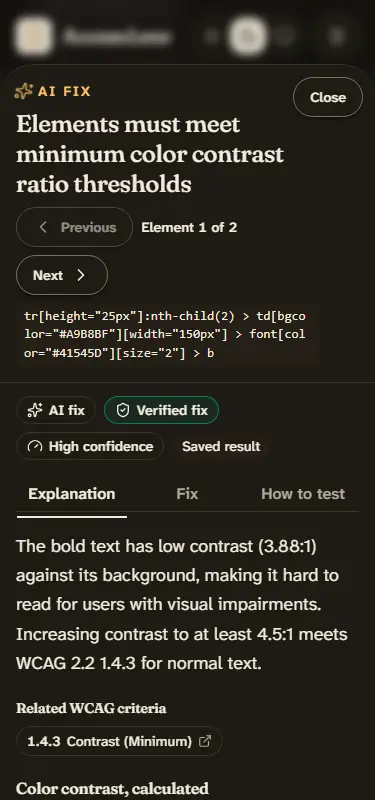 AI FIX
Close
Elements must meet
minimum color contrast
ratio thresholds
Previous
Element 1 of 2
Next
tr[height="25px"]:nth-child(2) > td[bgco
lor="#A9B8BF"][width="150px"] > font[col
or="#41545D"][size="2"] > b
AI fix
Verified fix
High confidence
Saved result
Explanation
Fix
How to test
The bold text has low contrast (3.88:1)
against its background, making it hard to
read for users with visual impairments.
Increasing contrast to at least 4.5:1 meets
WCAG 2.2 1.4.3 for normal text.
Related WCAG criteria
1.4.3 Contrast (Minimum)
Color contrast, calculated